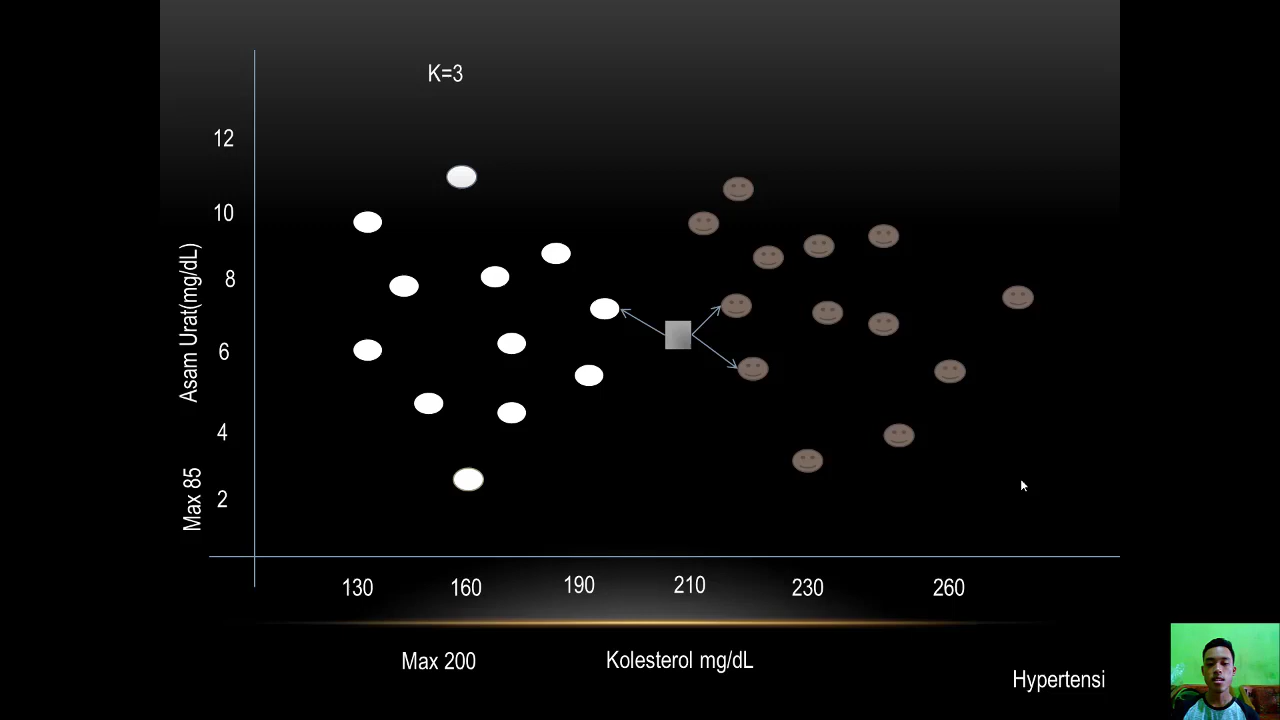 K=3
12
10
8
6
4
2
Asam Urat(mg/dL)
Max 85
130 160 190 210 230 260
Max 200
Kolesterol mg/dL
Hypertensi